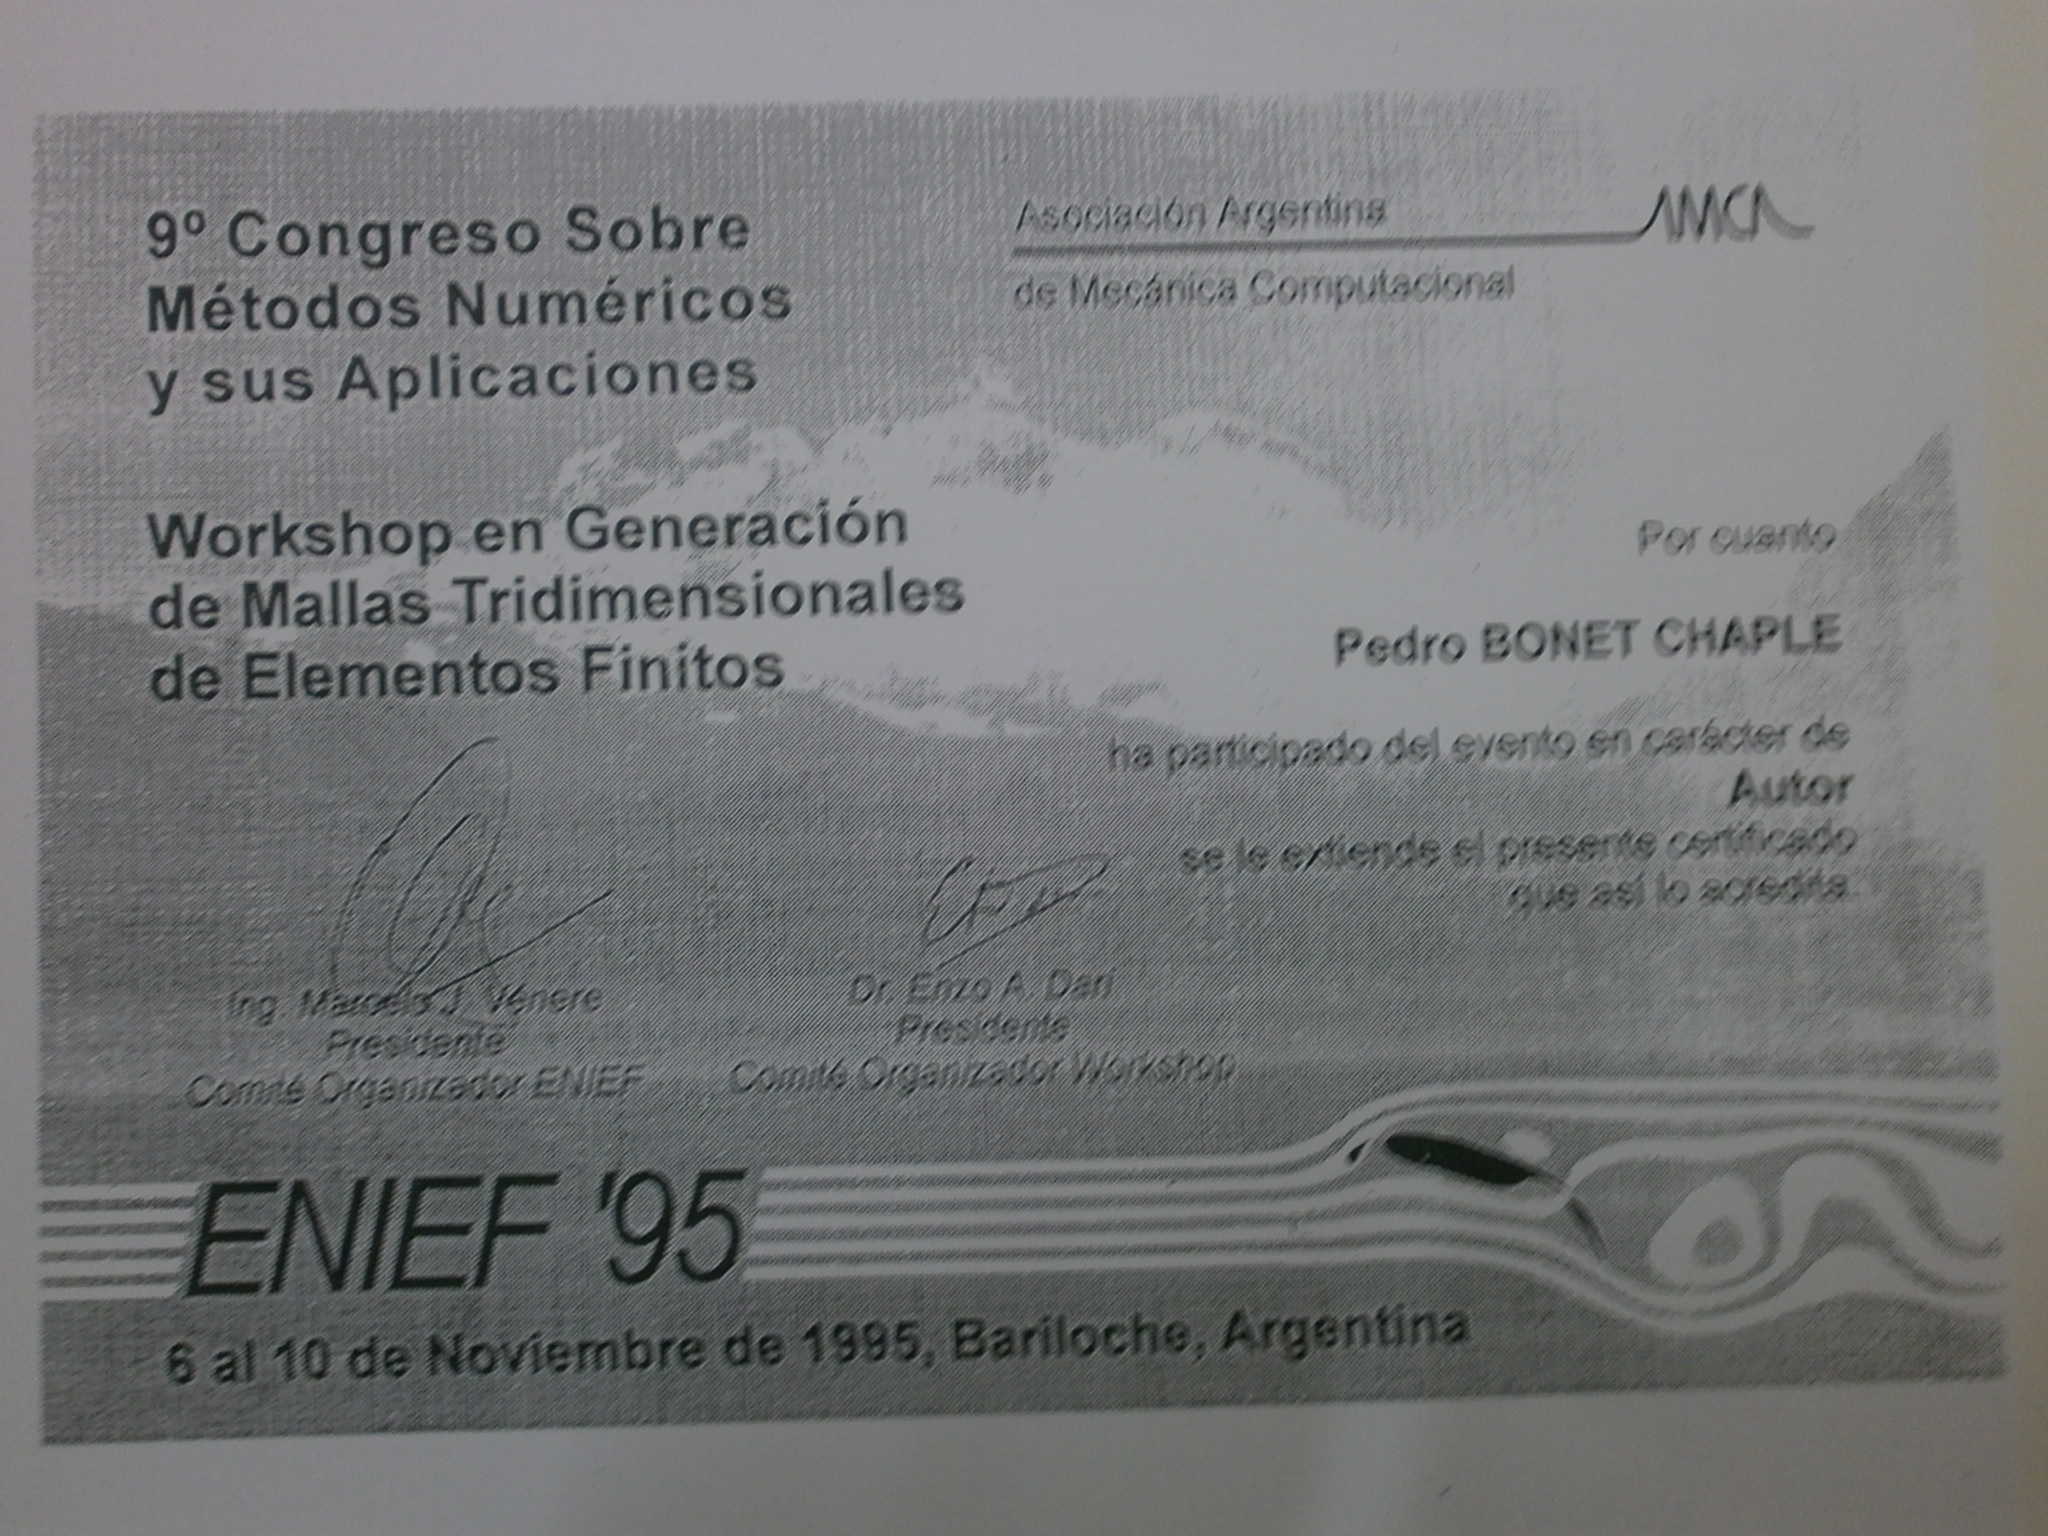 9º Congreso Sobre
Métodos Numéricos
y sus Aplicaciones
Asociación Argentina
AMCA
de Mecánica Computacional
Workshop en Generación
de Mallas Tridimensionales
de Elementos Finitos
Por cuanto
Pedro BONET CHAPLE
ha participado del evento en carácter de
Autor
se le extiende el presente certificado
que así lo acredita.
Ing. Marcelo J. Vénere
Presidente
Comité Organizador ENIEF
Dr. Enzo A. Dari
Presidente
Comité Organizador Workshop
ENIEF '95
6 al 10 de Noviembre de 1995, Bariloche, Argentina